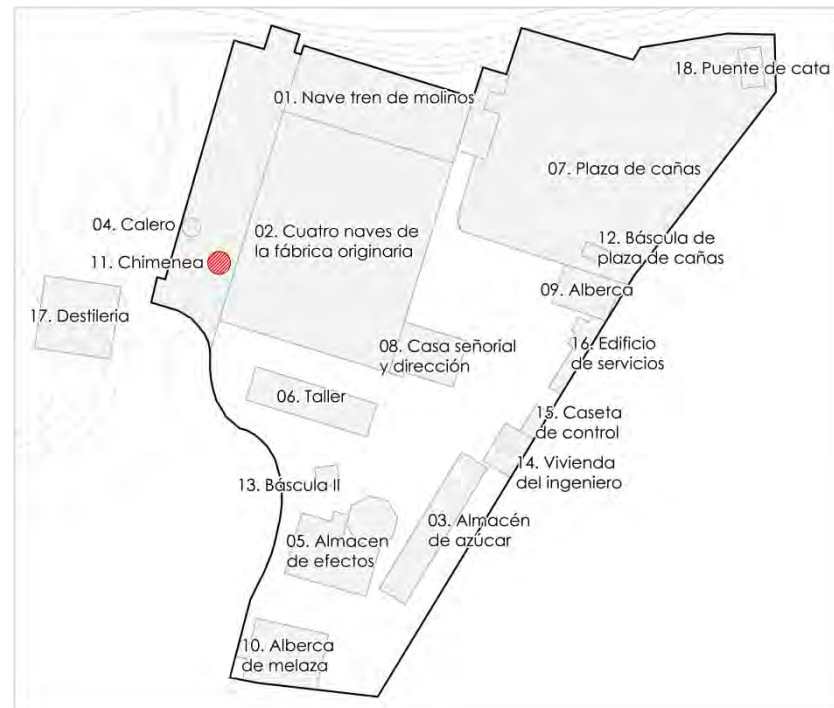 18. Puente de cata
01. Nave tren de molinos
07. Plaza de cañas
04. Calero
02. Cuatro naves de
la fábrica originaria
11. Chimenea
12. Báscula de
plaza de cañas
09. Alberca
17. Destileria
08. Casa señorial
y dirección
16. Edificio
de servicios
06. Taller
15. Caseta
de control
14. Vivienda
del ingeniero
13. Báscula II
03. Almacén
de azúcar
05. Almacen
de efectos
10. Alberca
de melaza